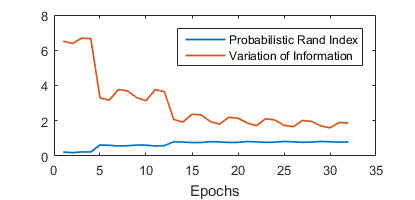 8
6
4
2
0
Probabilistic Rand Index
Variation of Information
0 5 10 15 20 25 30 35
Epochs